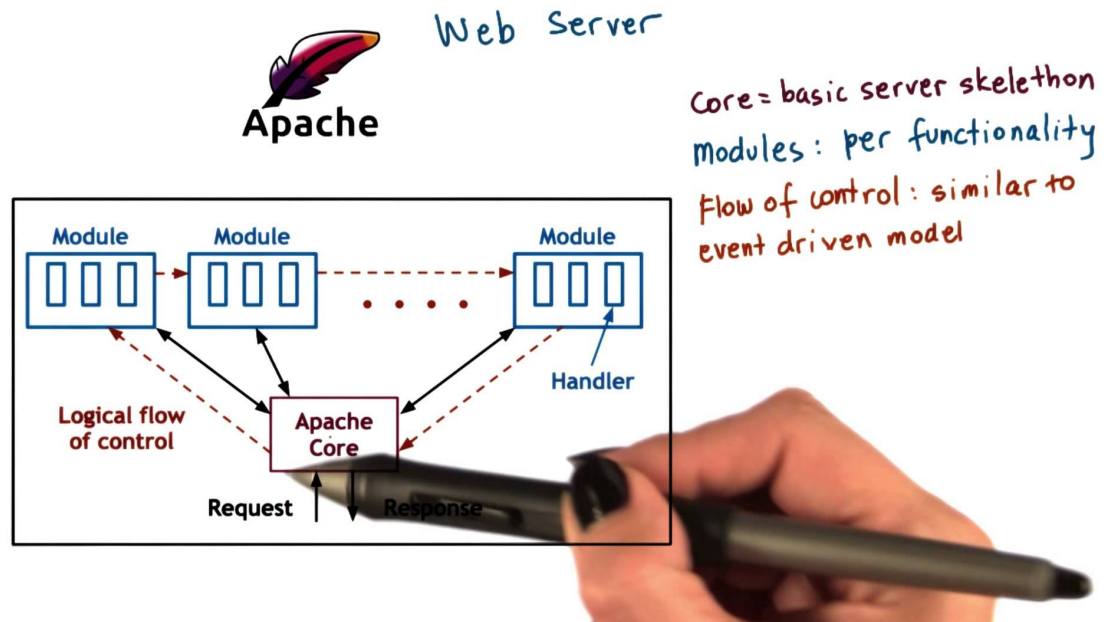 Web Server
Apache
Core = basic server skelethon
modules : per functionality
Flow of control : similar to
event driven model
Module
Module
Module
Handler
Logical flow
of control
Apache
Core
Request
Response